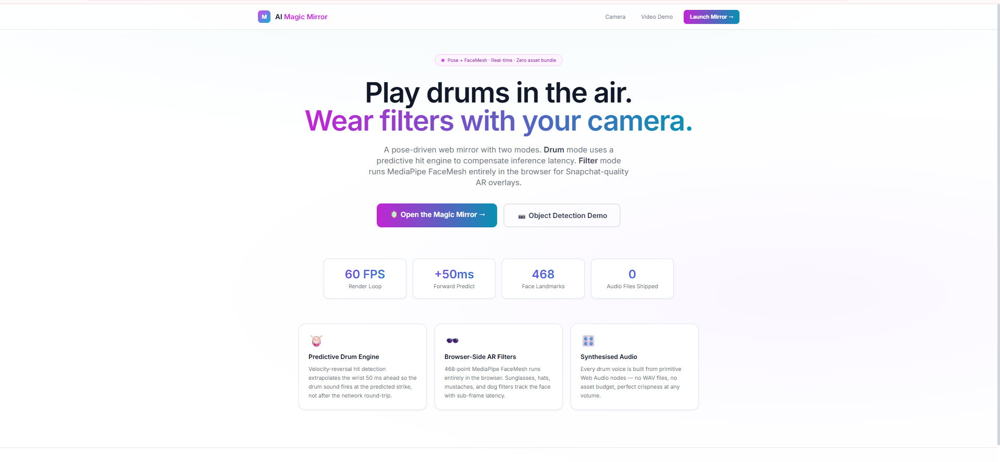 M AI Magic Mirror
Camera
Video Demo
Launch Mirror →
Pose + FaceMesh · Real-time · Zero asset bundle
Play drums in the air.
Wear filters with your camera.
A pose-driven web mirror with two modes. Drum mode uses a
predictive hit engine to compensate inference latency. Filter mode
runs MediaPipe FaceMesh entirely in the browser for Snapchat-quality
AR overlays.
Open the Magic Mirror →
Object Detection Demo
60 FPS
Render Loop
+50ms
Forward Predict
468
Face Landmarks
0
Audio Files Shipped
Predictive Drum Engine
Velocity-reversal hit detection
extrapolates the wrist 50 ms ahead so the
drum sound fires at the predicted strike,
not after the network round-trip.
Browser-Side AR Filters
468-point MediaPipe FaceMesh runs
entirely in the browser. Sunglasses, hats,
mustaches, and dog filters track the face
with sub-frame latency.
Synthesised Audio
Every drum voice is built from primitive
Web Audio nodes — no WAV files, no
asset budget, perfect crispness at any
volume.